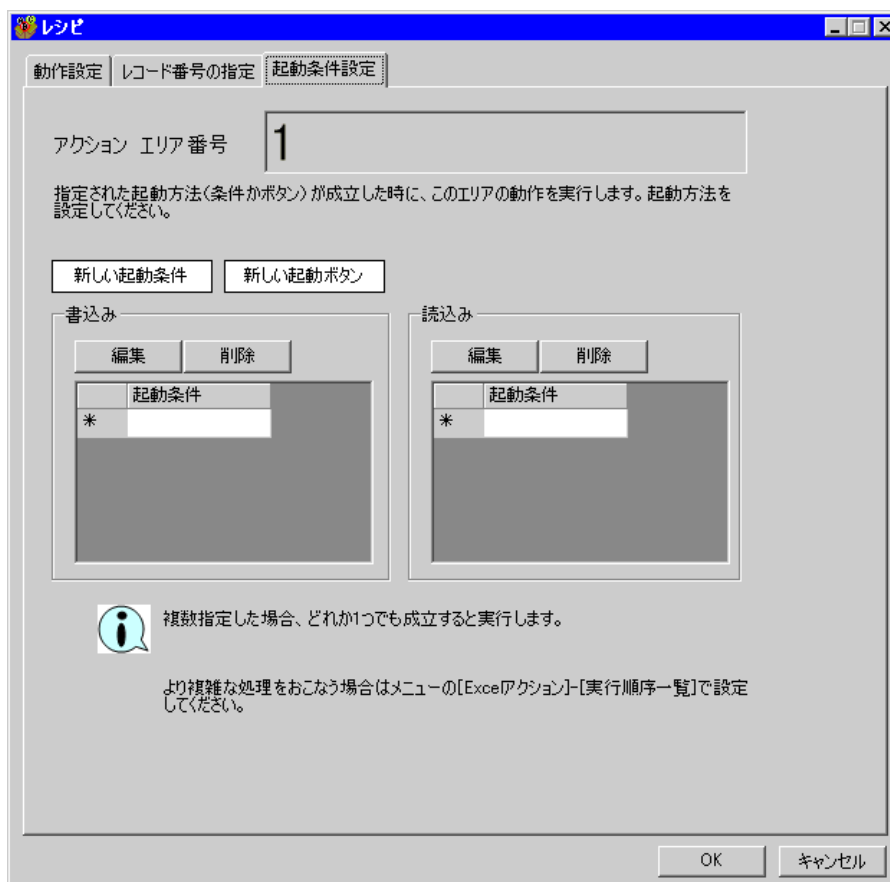 レシピ
動作設定 レコード番号の指定 起動条件設定
アクション エリア番号 1
指定された起動方法(条件かボタン)が成立した時に、このエリアの動作を実行します。起動方法を
設定してください。
新しい起動条件 新しい起動ボタン
書込み 読込み
編集 削除 編集 削除
起動条件 起動条件
* *
複数指定した場合、どれか1つでも成立すると実行します。
より複雑な処理をおこなう場合はメニューの[Excelアクション]-[実行順序一覧]で設定
してください。
OK キャンセル